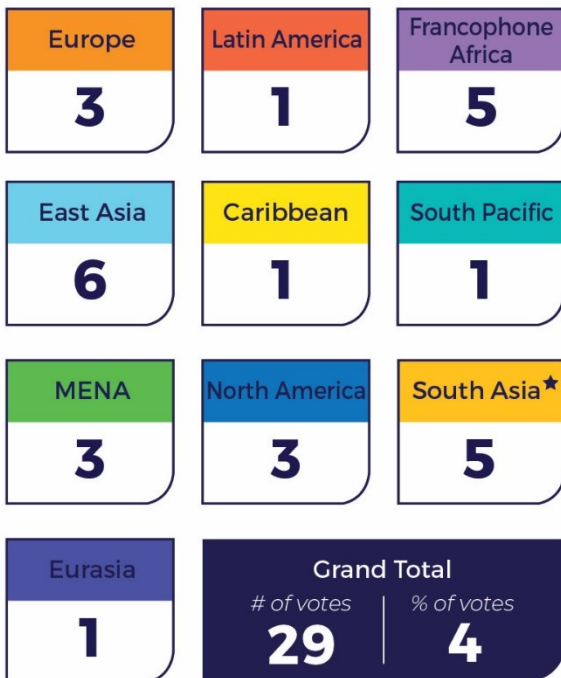 Europe
3
Latin America
1
Francophone
Africa
5
East Asia
6
Caribbean
1
South Pacific
1
MENA
3
North America
3
South Asia★
5
Eurasia
1
Grand Total
# of votes
29
% of votes
4